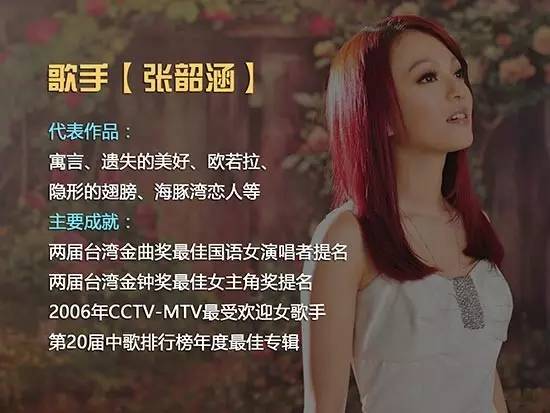 歌手【张韶涵】
代表作品：
寓言、遗失的美好、欧若拉、
隐形的翅膀、海豚湾恋人等
主要成就：
两届台湾金曲奖最佳国语女演唱者提名
两届台湾金钟奖最佳女主角奖提名
2006年CCTV-MTV最受欢迎女歌手
第20届中歌排行榜年度最佳专辑